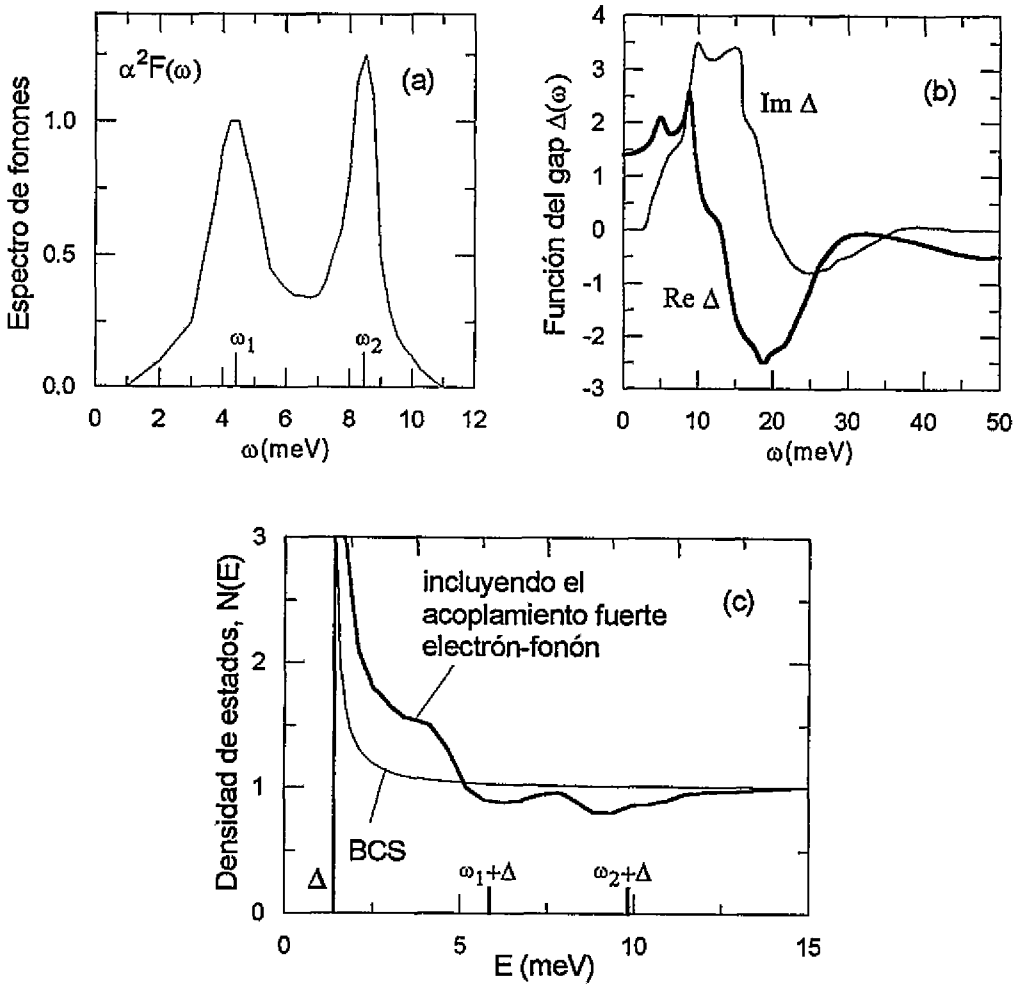 α²F(ω)
(a)
Espectro de fonones
1.0
0.5
0.0
ω₁
ω₂
0 2 4 6 8 10 12
ω(meV)
(b)
Función del gap Δ(ω)
4
3
2
1
0
-1
-2
-3
Im Δ
Re Δ
0 10 20 30 40 50
ω(meV)
(c)
Densidad de estados, N(E)
3
2
1
0
incluyendo el
acoplamiento fuerte
electrón-fonón
BCS
Δ
ω₁+Δ
ω₂+Δ
0 5 10 15
E (meV)